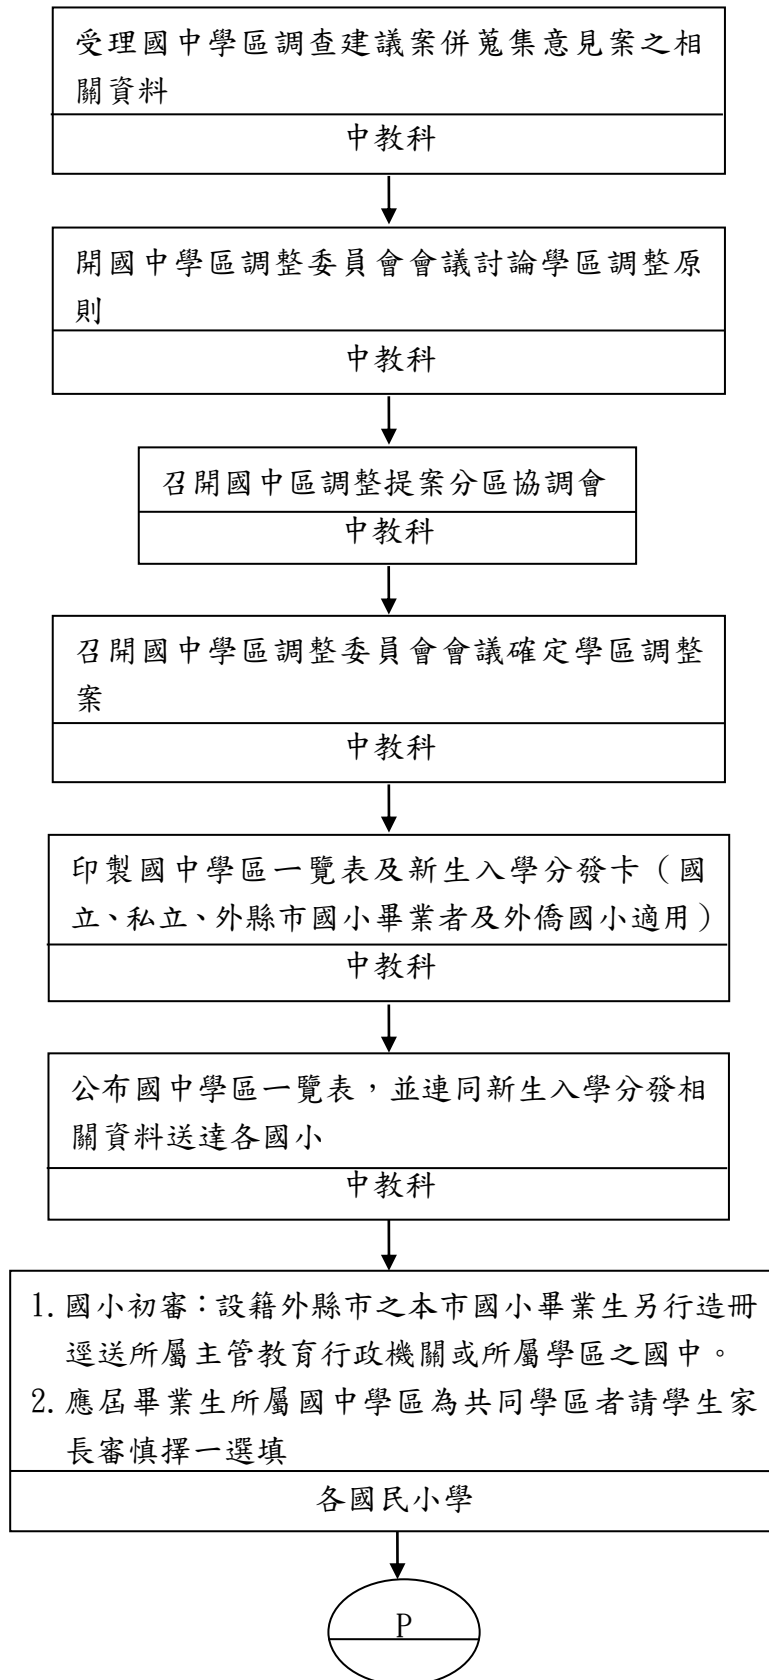 受理國中學區調查建議案併蒐集意見案之相
關資料
中教科
開國中學區調整委員會會議討論學區調整原
則
中教科
召開國中區調整提案分區協調會
中教科
召開國中學區調整委員會會議確定學區調整
案
中教科
印製國中學區一覽表及新生入學分發卡（國
立、私立、外縣市國小畢業者及外僑國小適用）
中教科
公布國中學區一覽表，並連同新生入學分發相
關資料送達各國小
中教科
1. 國小初審：設籍外縣市之本市國小畢業生另行造冊
逕送所屬主管教育行政機關或所屬學區之國中。
2. 應屆畢業生所屬國中學區為共同學區者請學生家
長審慎擇一選填
各國民小學
P